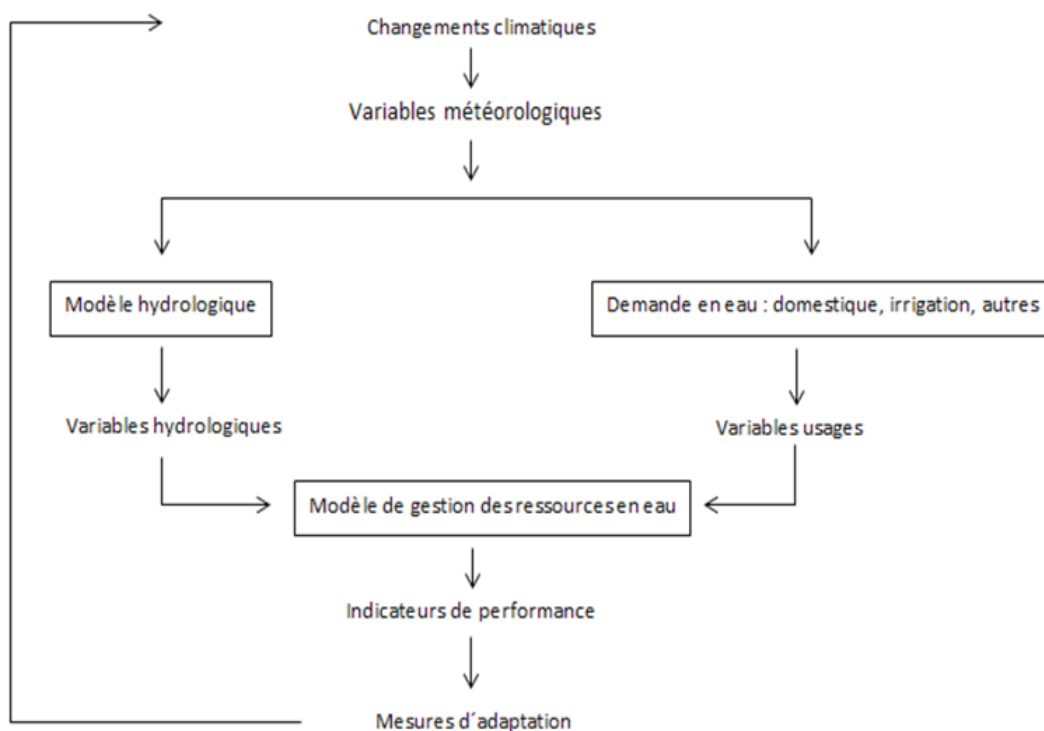 Changements climatiques
Variables météorologiques
Modèle hydrologique
Demande en eau : domestique, irrigation, autres
Variables hydrologiques
Variables usages
Modèle de gestion des ressources en eau
Indicateurs de performance
Mesures d´adaptation